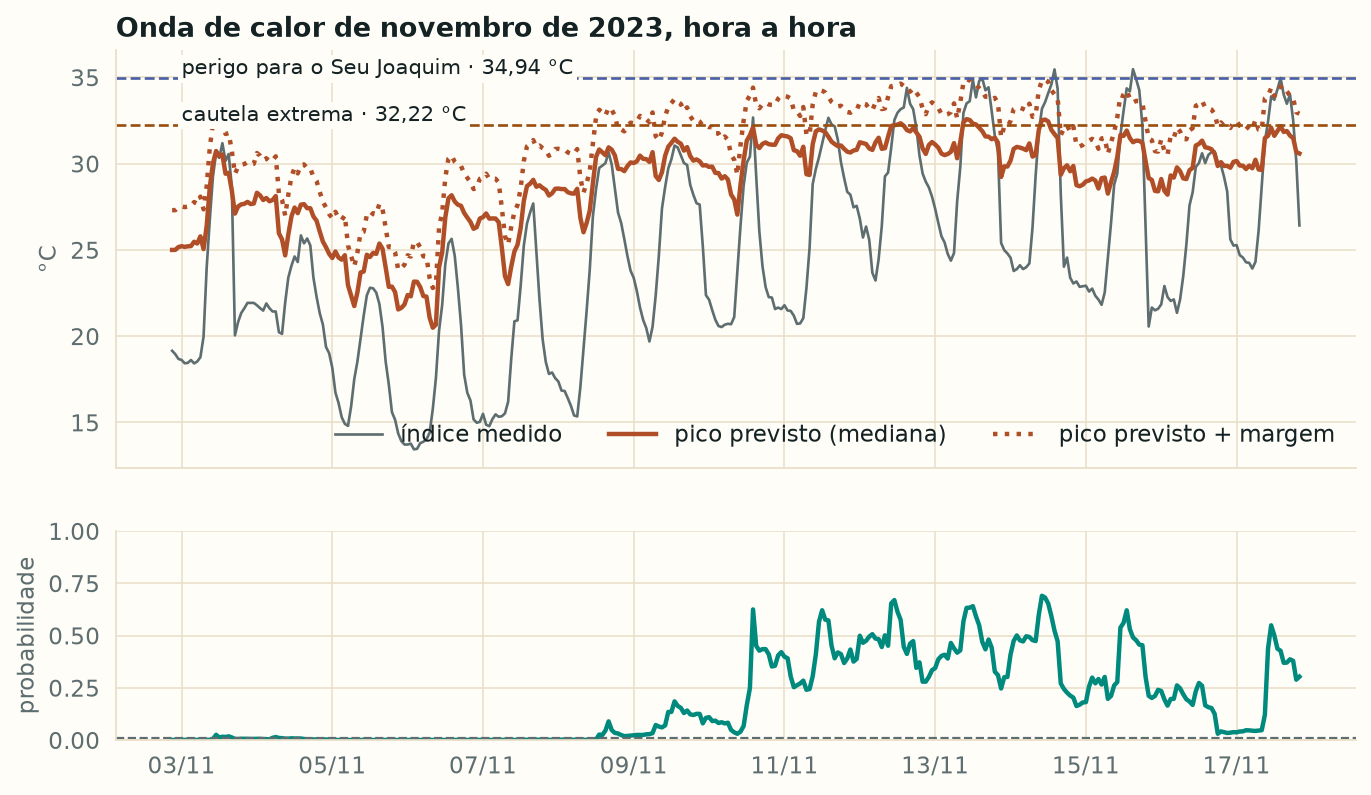 Onda de calor de novembro de 2023, hora a hora
35
perigo para o Seu Joaquim · 34,94 °C
cautela extrema · 32,22 °C
30
25
°C
20
15
índice medido
pico previsto (mediana)
pico previsto + margem
1.00
0.75
0.50
0.25
0.00
probabilidade
03/11
05/11
07/11
09/11
11/11
13/11
15/11
17/11